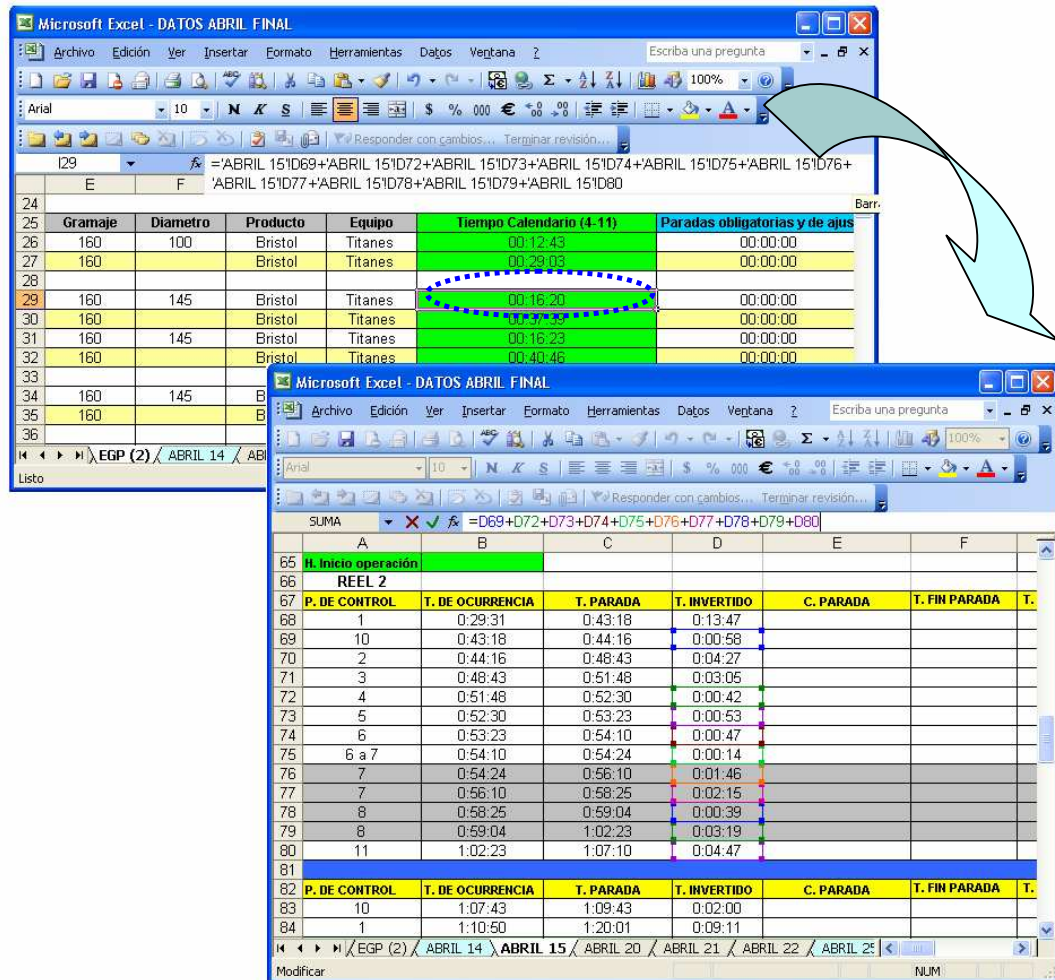 Microsoft Excel - DATOS ABRIL FINAL
Archivo Edición Ver Insertar Formato Herramientas Datos Ventana ? Escriba una pregunta
100%
Arial 10 N K S $ % 000 €
Responder con cambios... Terminar revisión...
I29 fx ='ABRIL 15'!D69+'ABRIL 15'!D72+'ABRIL 15'!D73+'ABRIL 15'!D74+'ABRIL 15'!D75+'ABRIL 15'!D76+
'ABRIL 15'!D77+'ABRIL 15'!D78+'ABRIL 15'!D79+'ABRIL 15'!D80
E F
Barr
24
25 Gramaje Diametro Producto Equipo Tiempo Calendario (4-11) Paradas obligatorias y de ajus
26 160 100 Bristol Titanes 00:12:43 00:00:00
27 160 Bristol Titanes 00:29:03 00:00:00
28
29 160 145 Bristol Titanes 00:16:20 00:00:00
30 160 Bristol Titanes 00:37:39 00:00:00
31 160 145 Bristol Titanes 00:16:23 00:00:00
32 160 Bristol Titanes 00:40:46 00:00:00
33
34 160 145 B
35 160 B
36
EGP (2) ABRIL 14 ABI
Listo
Microsoft Excel - DATOS ABRIL FINAL
Archivo Edición Ver Insertar Formato Herramientas Datos Ventana ? Escriba una pregunta
100%
Arial 10 N K S $ % 000 €
Responder con cambios... Terminar revisión...
SUMA fx =D69+D72+D73+D74+D75+D76+D77+D78+D79+D80
A B C D E F
65 H. Inicio operación
66 REEL 2
67 P. DE CONTROL T. DE OCURRENCIA T. PARADA T. INVERTIDO C. PARADA T. FIN PARADA T.
68 1 0:29:31 0:43:18 0:13:47
69 10 0:43:18 0:44:16 0:00:58
70 2 0:44:16 0:48:43 0:04:27
71 3 0:48:43 0:51:48 0:03:05
72 4 0:51:48 0:52:30 0:00:42
73 5 0:52:30 0:53:23 0:00:53
74 6 0:53:23 0:54:10 0:00:47
75 6 a 7 0:54:10 0:54:24 0:00:14
76 7 0:54:24 0:56:10 0:01:46
77 7 0:56:10 0:58:25 0:02:15
78 8 0:58:25 0:59:04 0:00:39
79 8 0:59:04 1:02:23 0:03:19
80 11 1:02:23 1:07:10 0:04:47
81
82 P. DE CONTROL T. DE OCURRENCIA T. PARADA T. INVERTIDO C. PARADA T. FIN PARADA T.
83 10 1:07:43 1:09:43 0:02:00
84 1 1:10:50 1:20:01 0:09:11
EGP (2) ABRIL 14 ABRIL 15 ABRIL 20 ABRIL 21 ABRIL 22 ABRIL 25
Modificar NUM